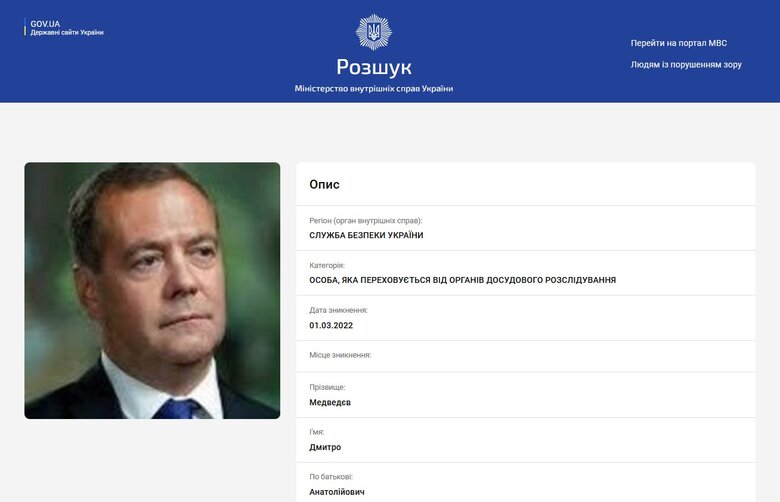 GOV.UA
Державні сайти України
Розшук
Міністерство внутрішніх справ України
Перейти на портал МВС
Людям із порушенням зору
Опис
Регіон (орган внутрішніх справ):
СЛУЖБА БЕЗПЕКИ УКРАЇНИ
Категорія:
ОСОБА, ЯКА ПЕРЕХОВУЄТЬСЯ ВІД ОРГАНІВ ДОСУДОВОГО РОЗСЛІДУВАННЯ
Дата зникнення:
01.03.2022
Місце зникнення:
Прізвище:
Медведєв
І'мя:
Дмитро
По батькові:
Анатолійович